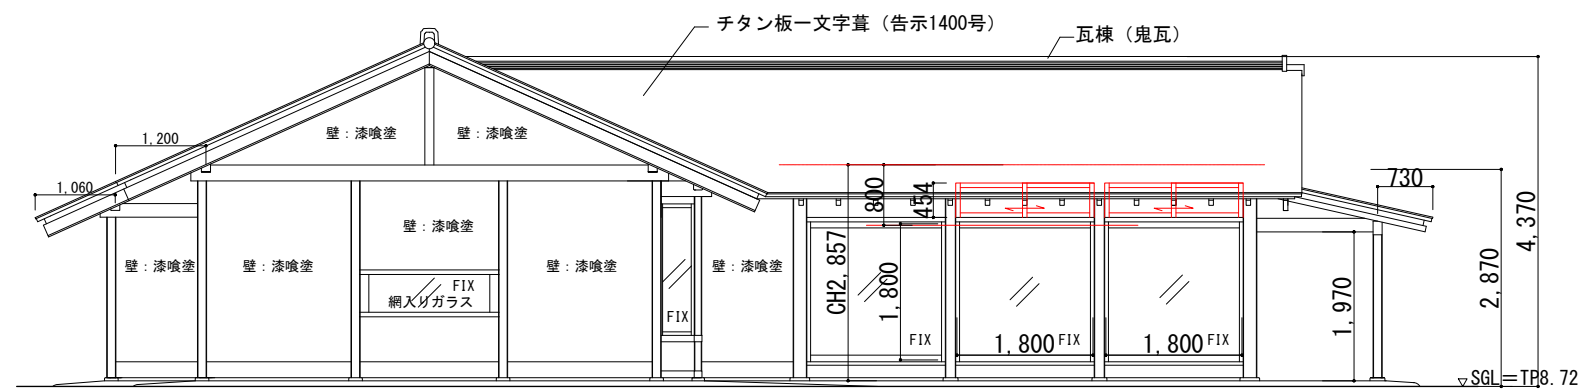 チタン板一文字葺（告示1400号）
瓦棟（鬼瓦）
1,200
壁：漆喰塗
壁：漆喰塗
1,060
800
454
730
4,370
壁：漆喰塗
CH2,857
2,870
壁：漆喰塗
壁：漆喰塗
壁：漆喰塗
壁：漆喰塗
1,800
1,970
FIX
網入りガラス
FIX
FIX
1,800
FIX
1,800
FIX
SGL＝TP8.72